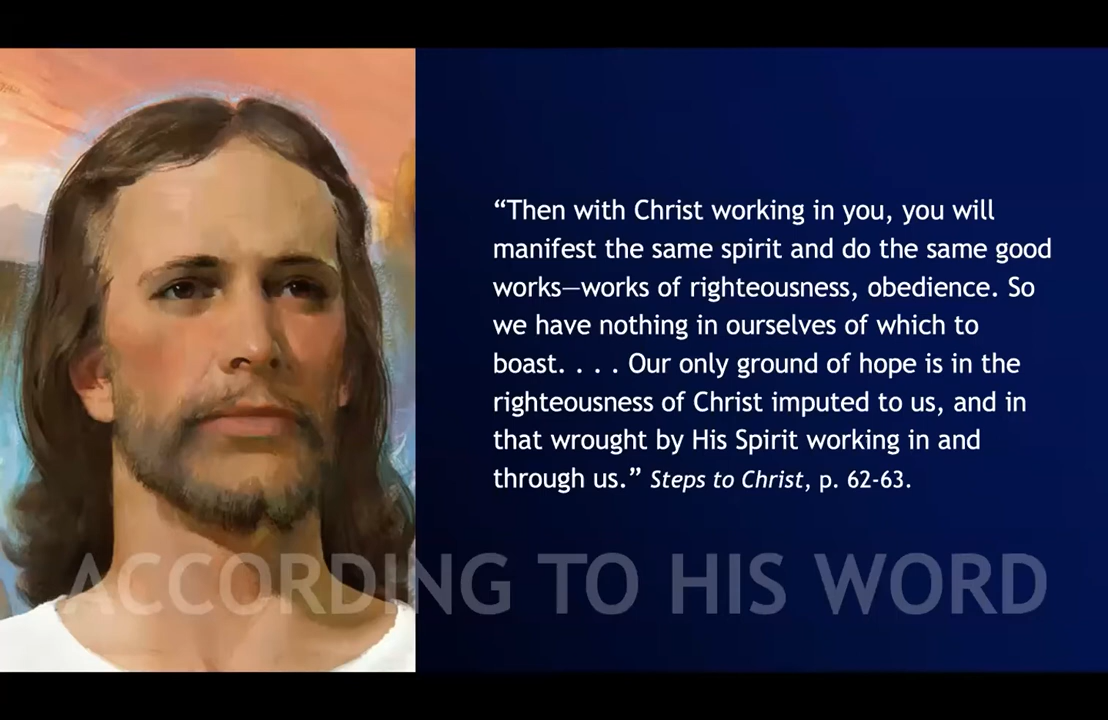 “Then with Christ working in you, you will
manifest the same spirit and do the same good
works—works of righteousness, obedience. So
we have nothing in ourselves of which to
boast. . . . Our only ground of hope is in the
righteousness of Christ imputed to us, and in
that wrought by His Spirit working in and
through us.” Steps to Christ, p. 62-63.
ACCORDING TO HIS WORD